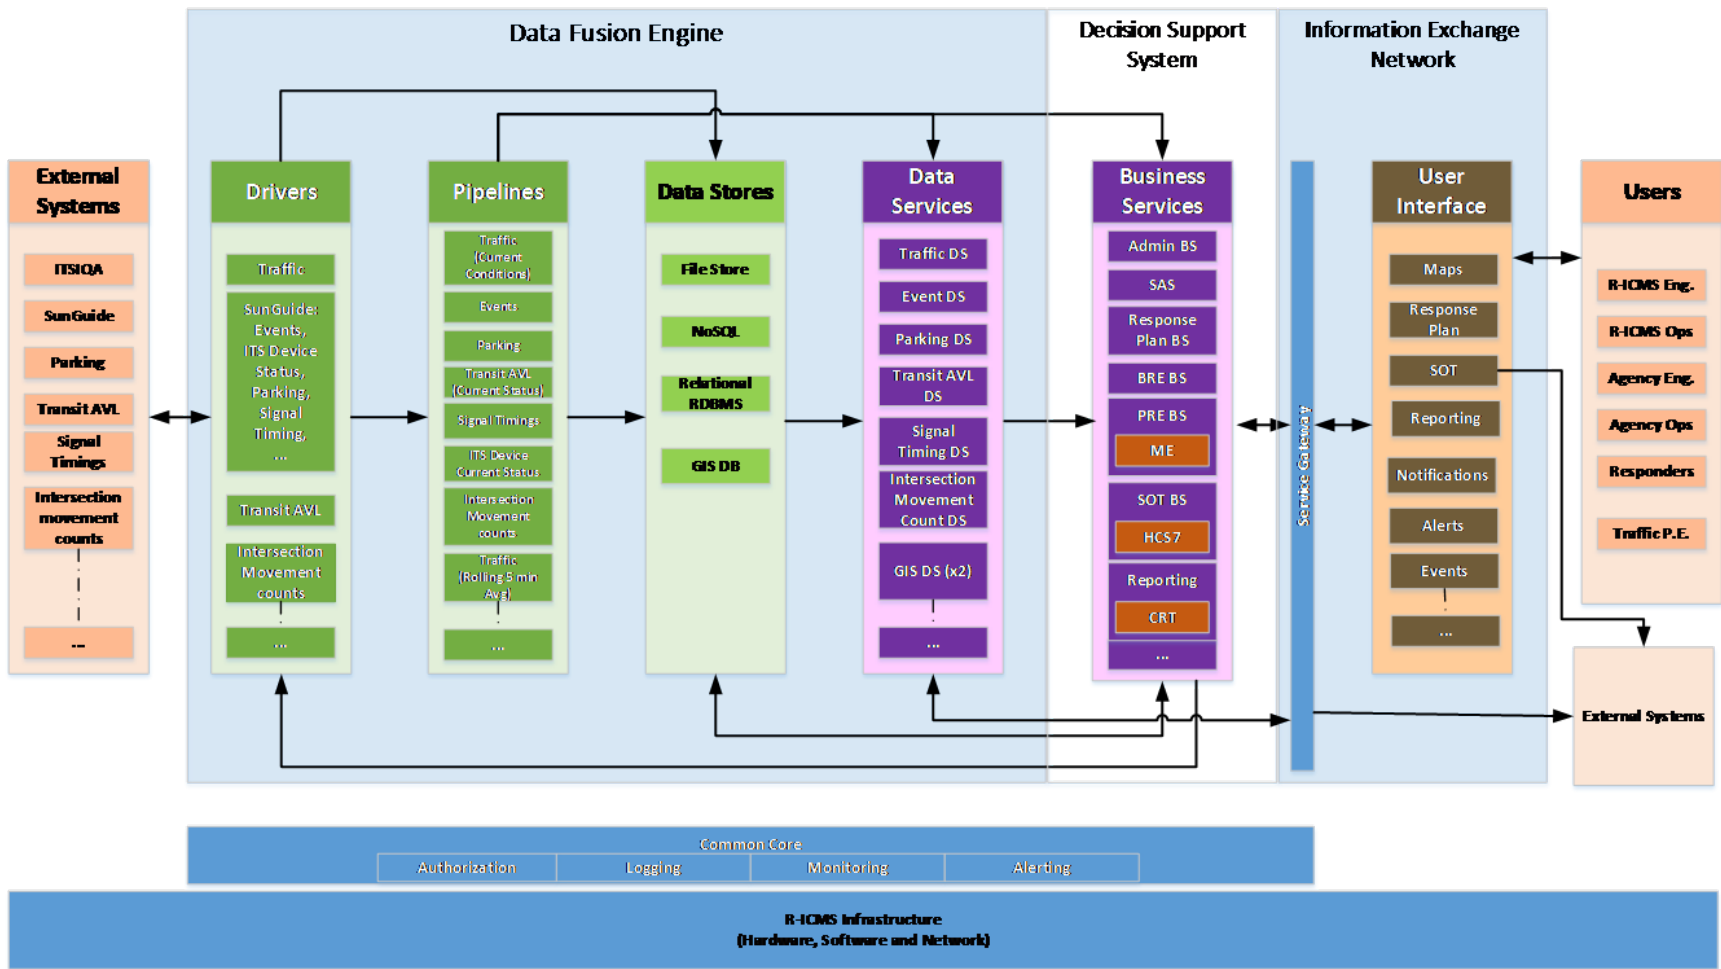 Data Fusion Engine
Decision Support
System
Information Exchange
Network
External
Systems
ITSIQA
SunGuide
Parking
Transit AVL
Signal
Timings
Intersection
movement
counts
...
Drivers
Traffic
SunGuide:
Events,
ITS Device
Status,
Parking,
Signal
Timing,
...
Transit AVL
Intersection
Movement
counts
...
Pipelines
Traffic
(Current
Conditions)
Events
Parking
Transit AVL
(Current Status)
Signal Timings
ITS Device
Current Status
Intersection
Movement
counts
Traffic
(Rolling 5 min
Avg)
...
Data Stores
File Store
NoSQL
Relational
RDBMS
GIS DB
Data
Services
Traffic DS
Event DS
Parking DS
Transit AVL
DS
Signal
Timing DS
Intersection
Movement
Count DS
GIS DS (x2)
...
Business
Services
Admin BS
SAS
Response
Plan BS
BRE BS
PRE BS
ME
SOT BS
HCS7
Reporting
CRT
...
Service Gateway
User
Interface
Maps
Response
Plan
SOT
Reporting
Notifications
Alerts
Events
...
Users
R-ICMS Eng.
R-ICMS Ops
Agency Eng.
Agency Ops
Responders
Traffic P.E.
External Systems
Common Core
Authorization
Logging
Monitoring
Alerting
R-ICMS Infrastructure
(Hardware, Software and Network)